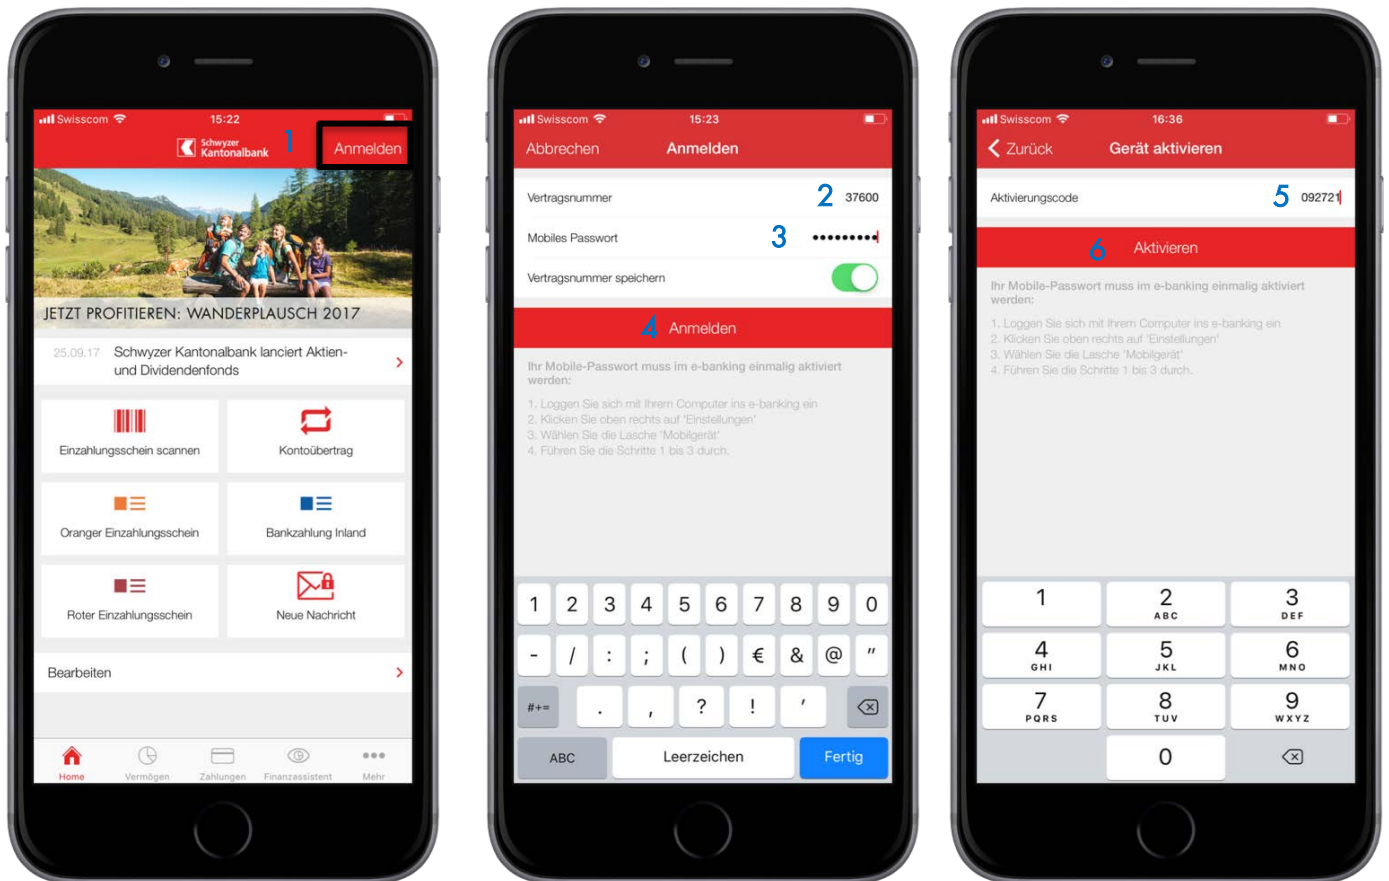 Swisscom 15:22
1
Schwyzer
Kantonalbank
Anmelden
JETZT PROFITIEREN: WANDERPLAUSCH 2017
25.09.17 Schwyzer Kantonalbank lanciert Aktien-
und Dividendenfonds
Einzahlungsschein scannen
Kontoübertrag
Oranger Einzahlungsschein
Bankzahlung Inland
Roter Einzahlungsschein
Neue Nachricht
Bearbeiten
Home Vermögen Zahlungen Finanzassistent Mehr
Swisscom 15:23
Abbrechen Anmelden
Vertragsnummer 2 37600
Mobiles Passwort 3 •••••••••
Vertragsnummer speichern
4 Anmelden
Ihr Mobile-Passwort muss im e-banking einmalig aktiviert
werden:
1. Loggen Sie sich mit Ihrem Computer ins e-banking ein
2. Klicken Sie oben rechts auf 'Einstellungen'
3. Wählen Sie die Lasche 'Mobilgerät'
4. Führen Sie die Schritte 1 bis 3 durch.
1 2 3 4 5 6 7 8 9 0
- / : ; ( ) € & @ "
#+= . , ? ! '
ABC Leerzeichen Fertig
Swisscom 16:36
Zurück Gerät aktivieren
Aktivierungscode 5 092721
6 Aktivieren
Ihr Mobile-Passwort muss im e-banking einmalig aktiviert
werden:
1. Loggen Sie sich mit Ihrem Computer ins e-banking ein
2. Klicken Sie oben rechts auf 'Einstellungen'
3. Wählen Sie die Lasche 'Mobilgerät'
4. Führen Sie die Schritte 1 bis 3 durch.
1 2 3
ABC DEF
4 5 6
GHI JKL MNO
7 8 9
PQRS TUV WXYZ
0